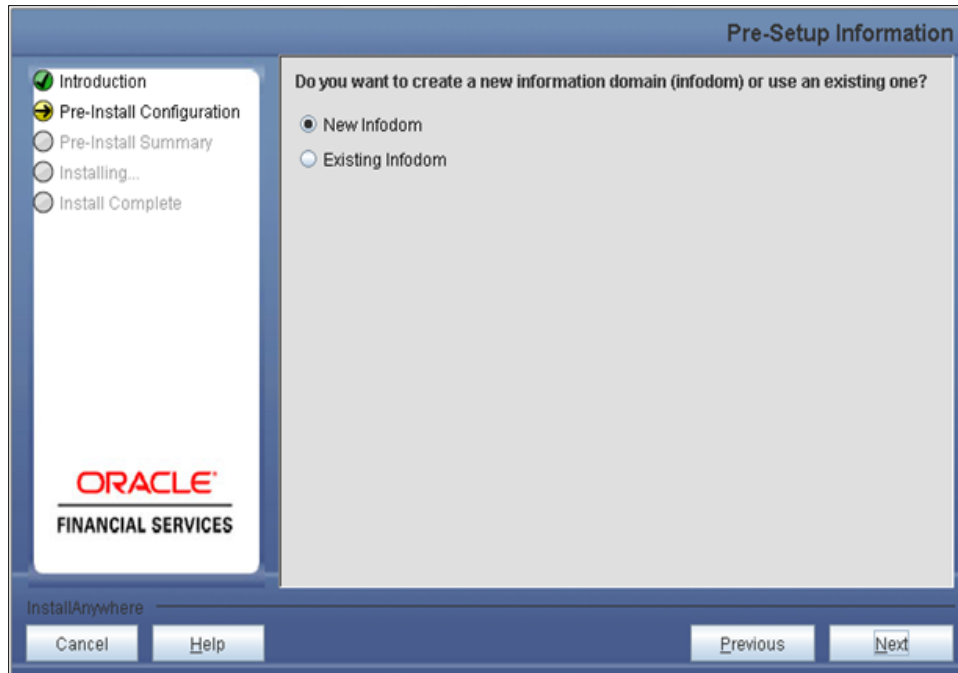 Pre-Setup Information
Introduction
Pre-Install Configuration
Pre-Install Summary
Installing...
Install Complete
Do you want to create a new information domain (infodom) or use an existing one?
New Infodom
Existing Infodom
ORACLE
FINANCIAL SERVICES
InstallAnywhere
Cancel
Help
Previous
Next